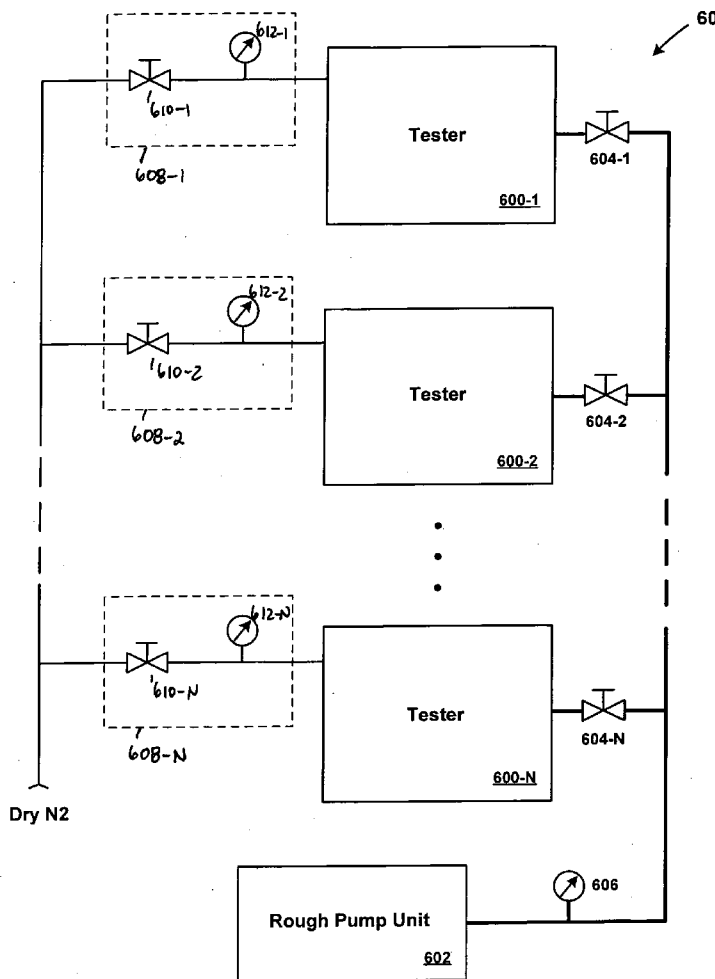 60
612-1
610-1
608-1
Tester
600-1
604-1
612-2
610-2
608-2
Tester
600-2
604-2
612-N
610-N
608-N
Tester
600-N
604-N
Dry N2
Rough Pump Unit
602
606